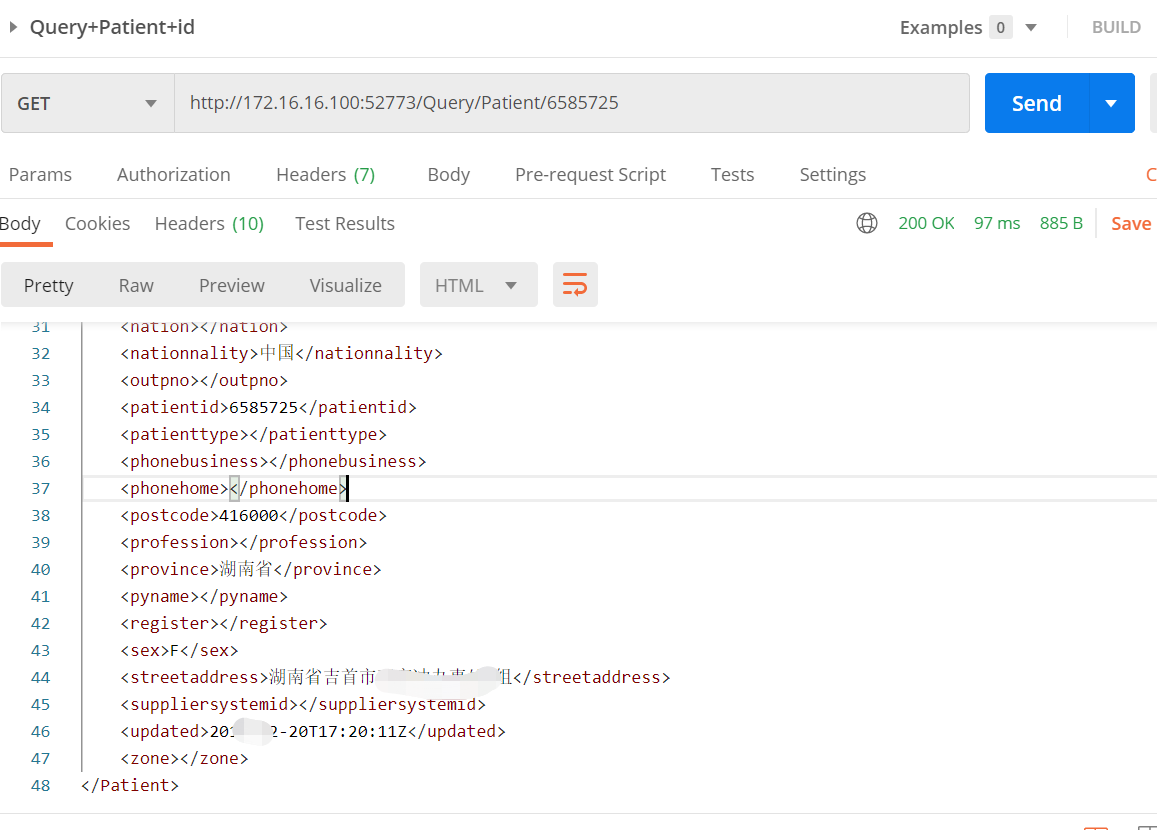 Query+Patient+id
Examples 0
BUILD
GET
http://172.16.16.100:52773/Query/Patient/6585725
Send
Params Authorization Headers (7) Body Pre-request Script Tests Settings C
Body Cookies Headers (10) Test Results 200 OK 97 ms 885 B Save
Pretty Raw Preview Visualize HTML
31 <nation></nation>
32 <nationnality>中国</nationnality>
33 <outpno></outpno>
34 <patientid>6585725</patientid>
35 <patienttype></patienttype>
36 <phonebusiness></phonebusiness>
37 <phonehome></phonehome>
38 <postcode>416000</postcode>
39 <profession></profession>
40 <province>湖南省</province>
41 <pyname></pyname>
42 <register></register>
43 <sex>F</sex>
44 <streetaddress>湖南省吉首市 组</streetaddress>
45 <suppliersystemid></suppliersystemid>
46 <updated>201 2-20T17:20:11Z</updated>
47 <zone></zone>
48 </Patient>